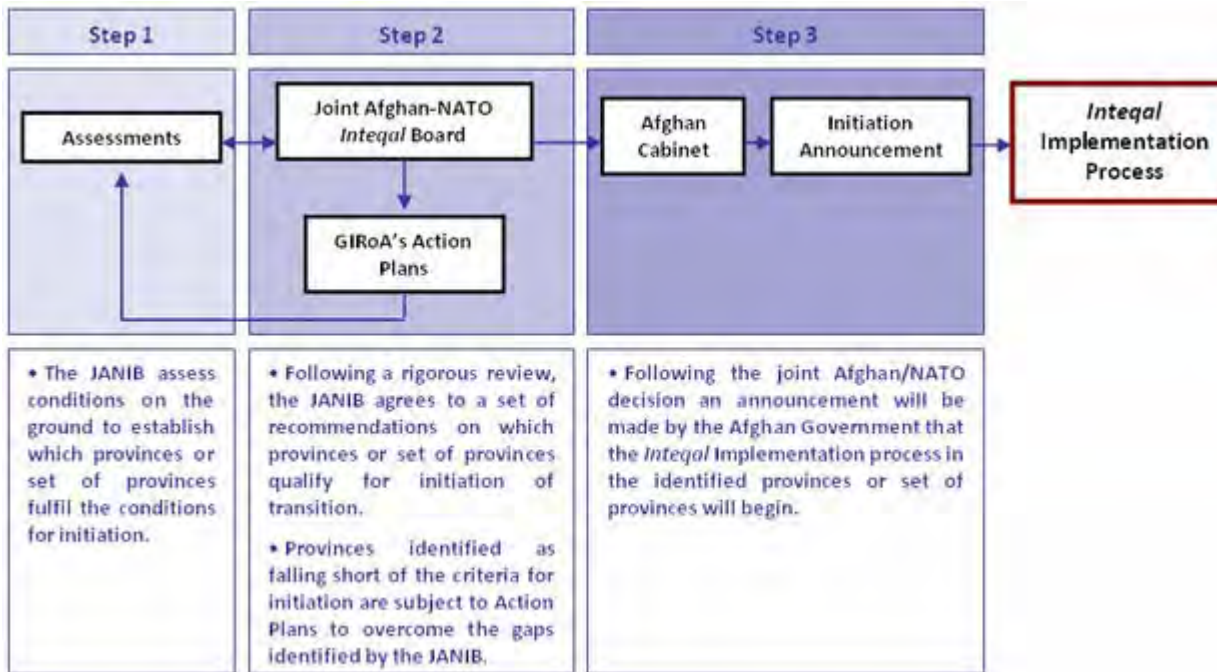 Step 1
Step 2
Step 3
Assessments
Joint Afghan-NATO
Inteqal Board
GIRoA's Action
Plans
Afghan
Cabinet
Initiation
Announcement
Inteqal
Implementation
Process
• The JANIB assess
conditions on the
ground to establish
which provinces or
set of provinces
fulfil the conditions
for initiation.
• Following a rigorous review,
the JANIB agrees to a set of
recommendations on which
provinces or set of provinces
qualify for initiation of
transition.
• Provinces identified as
falling short of the criteria for
initiation are subject to Action
Plans to overcome the gaps
identified by the JANIB.
• Following the joint Afghan/NATO
decision an announcement will be
made by the Afghan Government that
the Inteqal Implementation process in
the identified provinces or set of
provinces will begin.